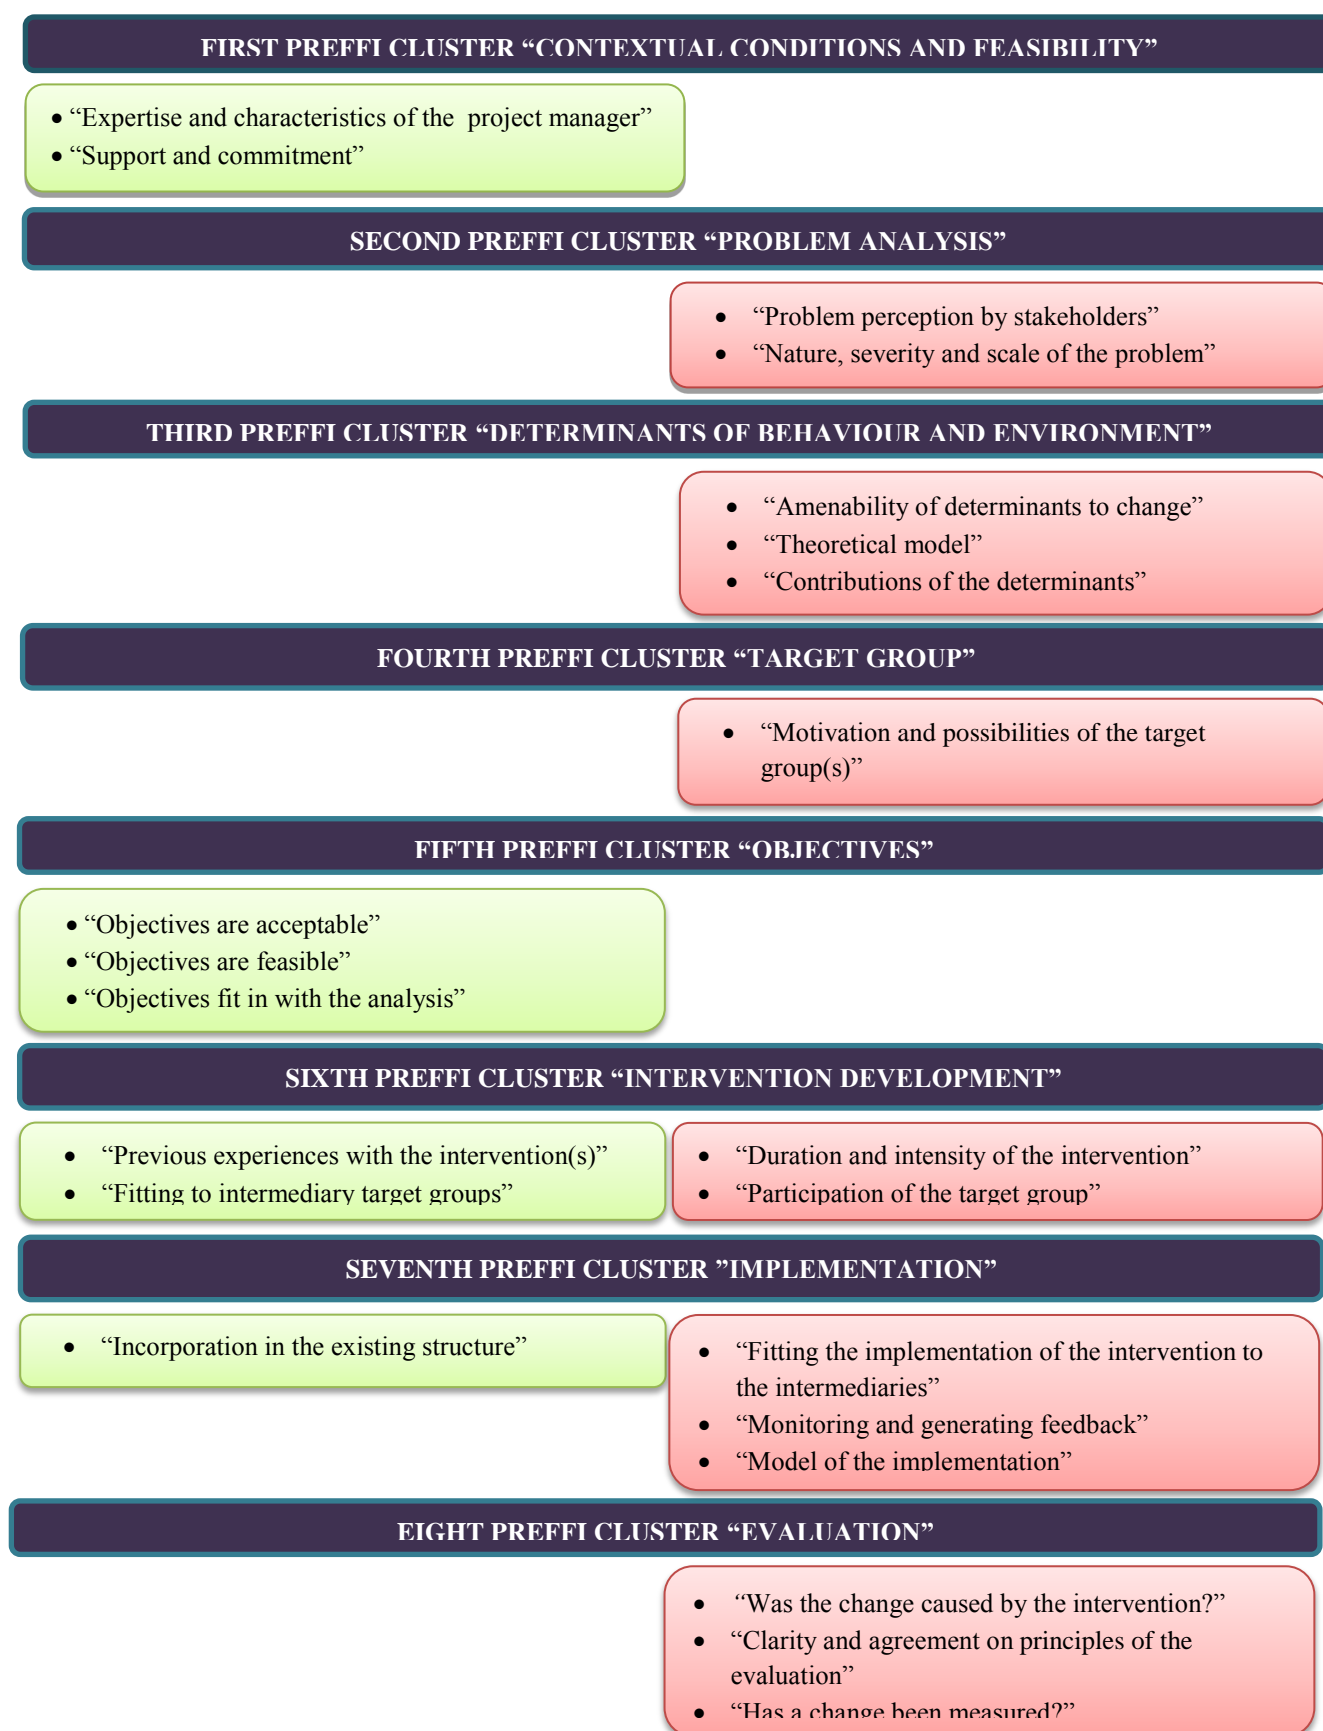 FIRST PREFFI CLUSTER “CONTEXTUAL CONDITIONS AND FEASIBILITY”
• “Expertise and characteristics of the project manager”
• “Support and commitment”
SECOND PREFFI CLUSTER “PROBLEM ANALYSIS”
• “Problem perception by stakeholders”
• “Nature, severity and scale of the problem”
THIRD PREFFI CLUSTER “DETERMINANTS OF BEHAVIOUR AND ENVIRONMENT”
• “Amenability of determinants to change”
• “Theoretical model”
• “Contributions of the determinants”
FOURTH PREFFI CLUSTER “TARGET GROUP”
• “Motivation and possibilities of the target
group(s)”
FIFTH PREFFI CLUSTER “OBJECTIVES”
• “Objectives are acceptable”
• “Objectives are feasible”
• “Objectives fit in with the analysis”
SIXTH PREFFI CLUSTER “INTERVENTION DEVELOPMENT”
• “Previous experiences with the intervention(s)”
• “Fitting to intermediary target groups”
• “Duration and intensity of the intervention”
• “Participation of the target group”
SEVENTH PREFFI CLUSTER ”IMPLEMENTATION”
• “Incorporation in the existing structure”
• “Fitting the implementation of the intervention to
the intermediaries”
• “Monitoring and generating feedback”
• “Model of the implementation”
EIGHT PREFFI CLUSTER “EVALUATION”
• “Was the change caused by the intervention?”
• “Clarity and agreement on principles of the
evaluation”
• “Has a change been measured?”